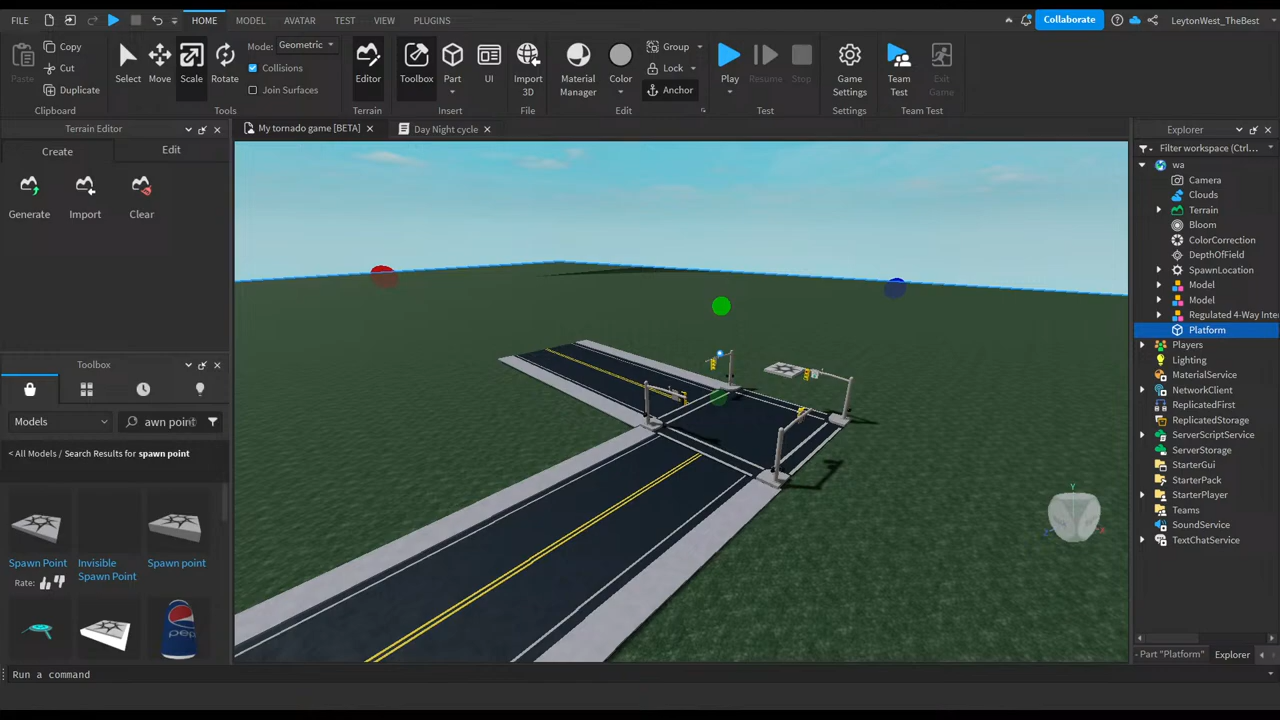 FILE HOME MODEL AVATAR TEST VIEW PLUGINS Collaborate LeytonWest_TheBest
Paste Copy Cut Duplicate Clipboard
Select Move Scale Rotate Mode: Geometric Collisions Join Surfaces Tools
Editor Terrain
Toolbox Part UI Insert
Import 3D File
Material Manager Color Group Lock Anchor Edit
Play Resume Stop Test
Game Settings Settings
Team Test Exit Game Team Test
Terrain Editor
Create Edit
Generate Import Clear
My tornado game [BETA] Day Night cycle
Toolbox
Models awn point
< All Models / Search Results for spawn point
Spawn Point
Rate:
Invisible Spawn Point
Spawn point
pepsi
Y
X
Z
Explorer
Filter workspace (Ctrl...
wa
Camera
Clouds
Terrain
Bloom
ColorCorrection
DepthOfField
SpawnLocation
Model
Model
Regulated 4-Way Inte
Platform
Players
Lighting
MaterialService
NetworkClient
ReplicatedFirst
ReplicatedStorage
ServerScriptService
ServerStorage
StarterGui
StarterPack
StarterPlayer
Teams
SoundService
TextChatService
- Part "Platform" Explorer
Run a command